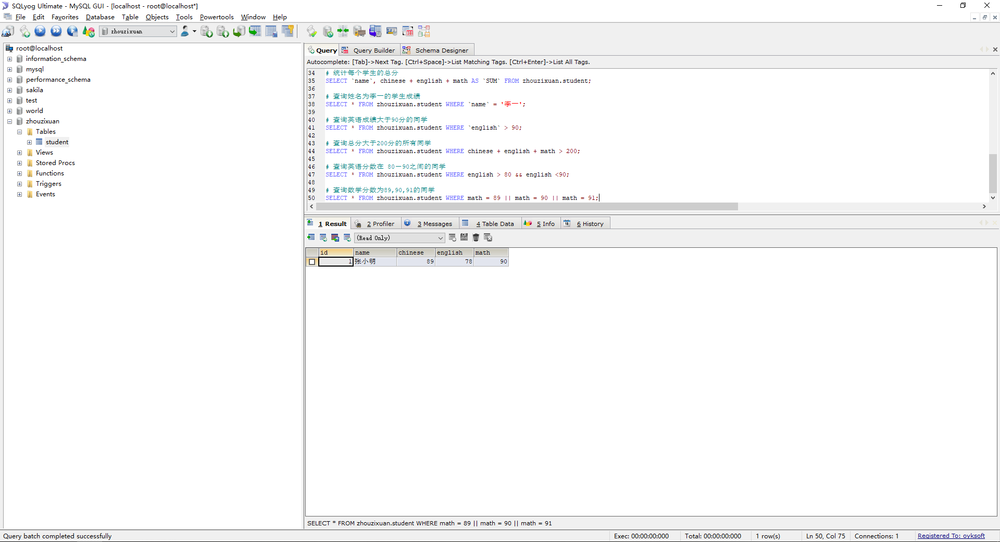 SQLyog Ultimate - MySQL GUI - [localhost - root@localhost*]
File Edit Favorites Database Table Objects Tools Powertools Window Help
zhouzixuan
root@localhost
information_schema
mysql
performance_schema
sakila
test
world
zhouzixuan
Tables
student
Views
Stored Procs
Functions
Triggers
Events
Query Query Builder Schema Designer
Autocomplete: [Tab]->Next Tag. [Ctrl+Space]->List Matching Tags. [Ctrl+Enter]->List All Tags.
34 # 统计每个学生的总分
35 SELECT `name`, chinese + english + math AS `SUM` FROM zhouzixuan.student;
36
37 # 查询姓名为李一的学生成绩
38 SELECT * FROM zhouzixuan.student WHERE `name` = '李一';
39
40 # 查询英语成绩大于90分的同学
41 SELECT * FROM zhouzixuan.student WHERE `english` > 90;
42
43 # 查询总分大于200分的所有同学
44 SELECT * FROM zhouzixuan.student WHERE chinese + english + math > 200;
45
46 # 查询英语分数在 80—90之间的同学
47 SELECT * FROM zhouzixuan.student WHERE english > 80 && english <90;
48
49 # 查询数学分数为89,90,91的同学
50 SELECT * FROM zhouzixuan.student WHERE math = 89 || math = 90 || math = 91;
1 Result 2 Profiler 3 Messages 4 Table Data 5 Info 6 History
(Read Only)
id name chinese english math
1 张小明 89 78 90
SELECT * FROM zhouzixuan.student WHERE math = 89 || math = 90 || math = 91
Query batch completed successfully Exec: 00:00:00:000 Total: 00:00:00:000 1 row(s) Ln 50, Col 75 Connections: 1 Registered To: ovksoft